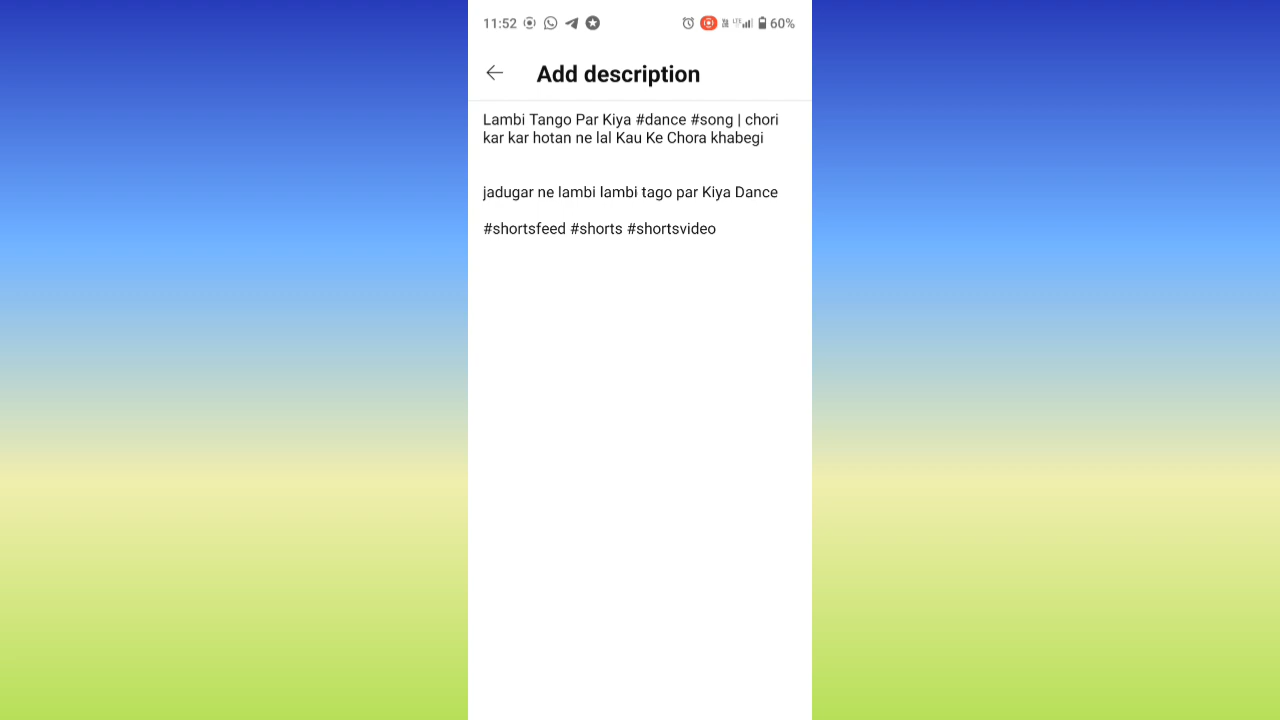 11:52 LTE 60%
Add description
Lambi Tango Par Kiya #dance #song | chori
kar kar hotan ne lal Kau Ke Chora khabegi
jadugar ne lambi lambi tago par Kiya Dance
#shortsfeed #shorts #shortsvideo